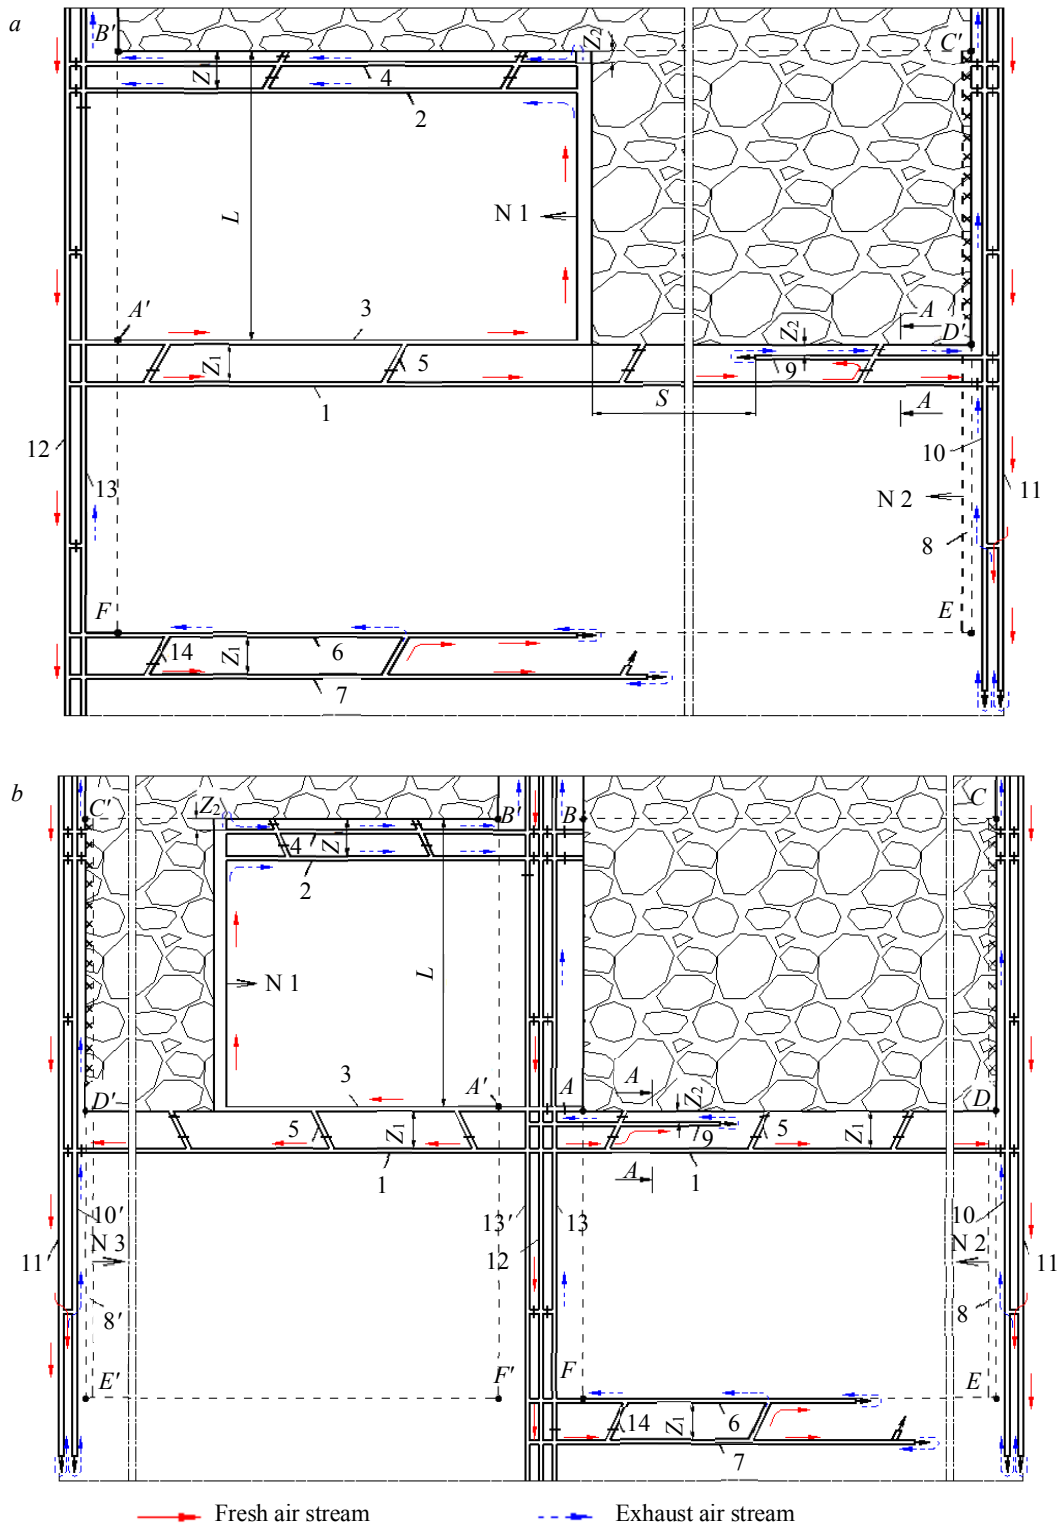 a
B′
Z₂
C′
Z₁
4
2
L
N 1
A′
3
A
D′
Z₂
Z₁
5
9
1
S
A
12
10
13
N 2
11
8
F
E
14
Z₁
6
7
b
C′
Z₂
B′
B
C
4
Z₁
2
L
N 1
3
A′
A
A
Z₂
D′
D
5
Z₁
9
5
Z₁
1
A
1
10′
13′
13
10
N 3
12
N 2
11′
11
8′
8
E′
F′
F
E
14
Z₁
6
7
Fresh air stream
Exhaust air stream